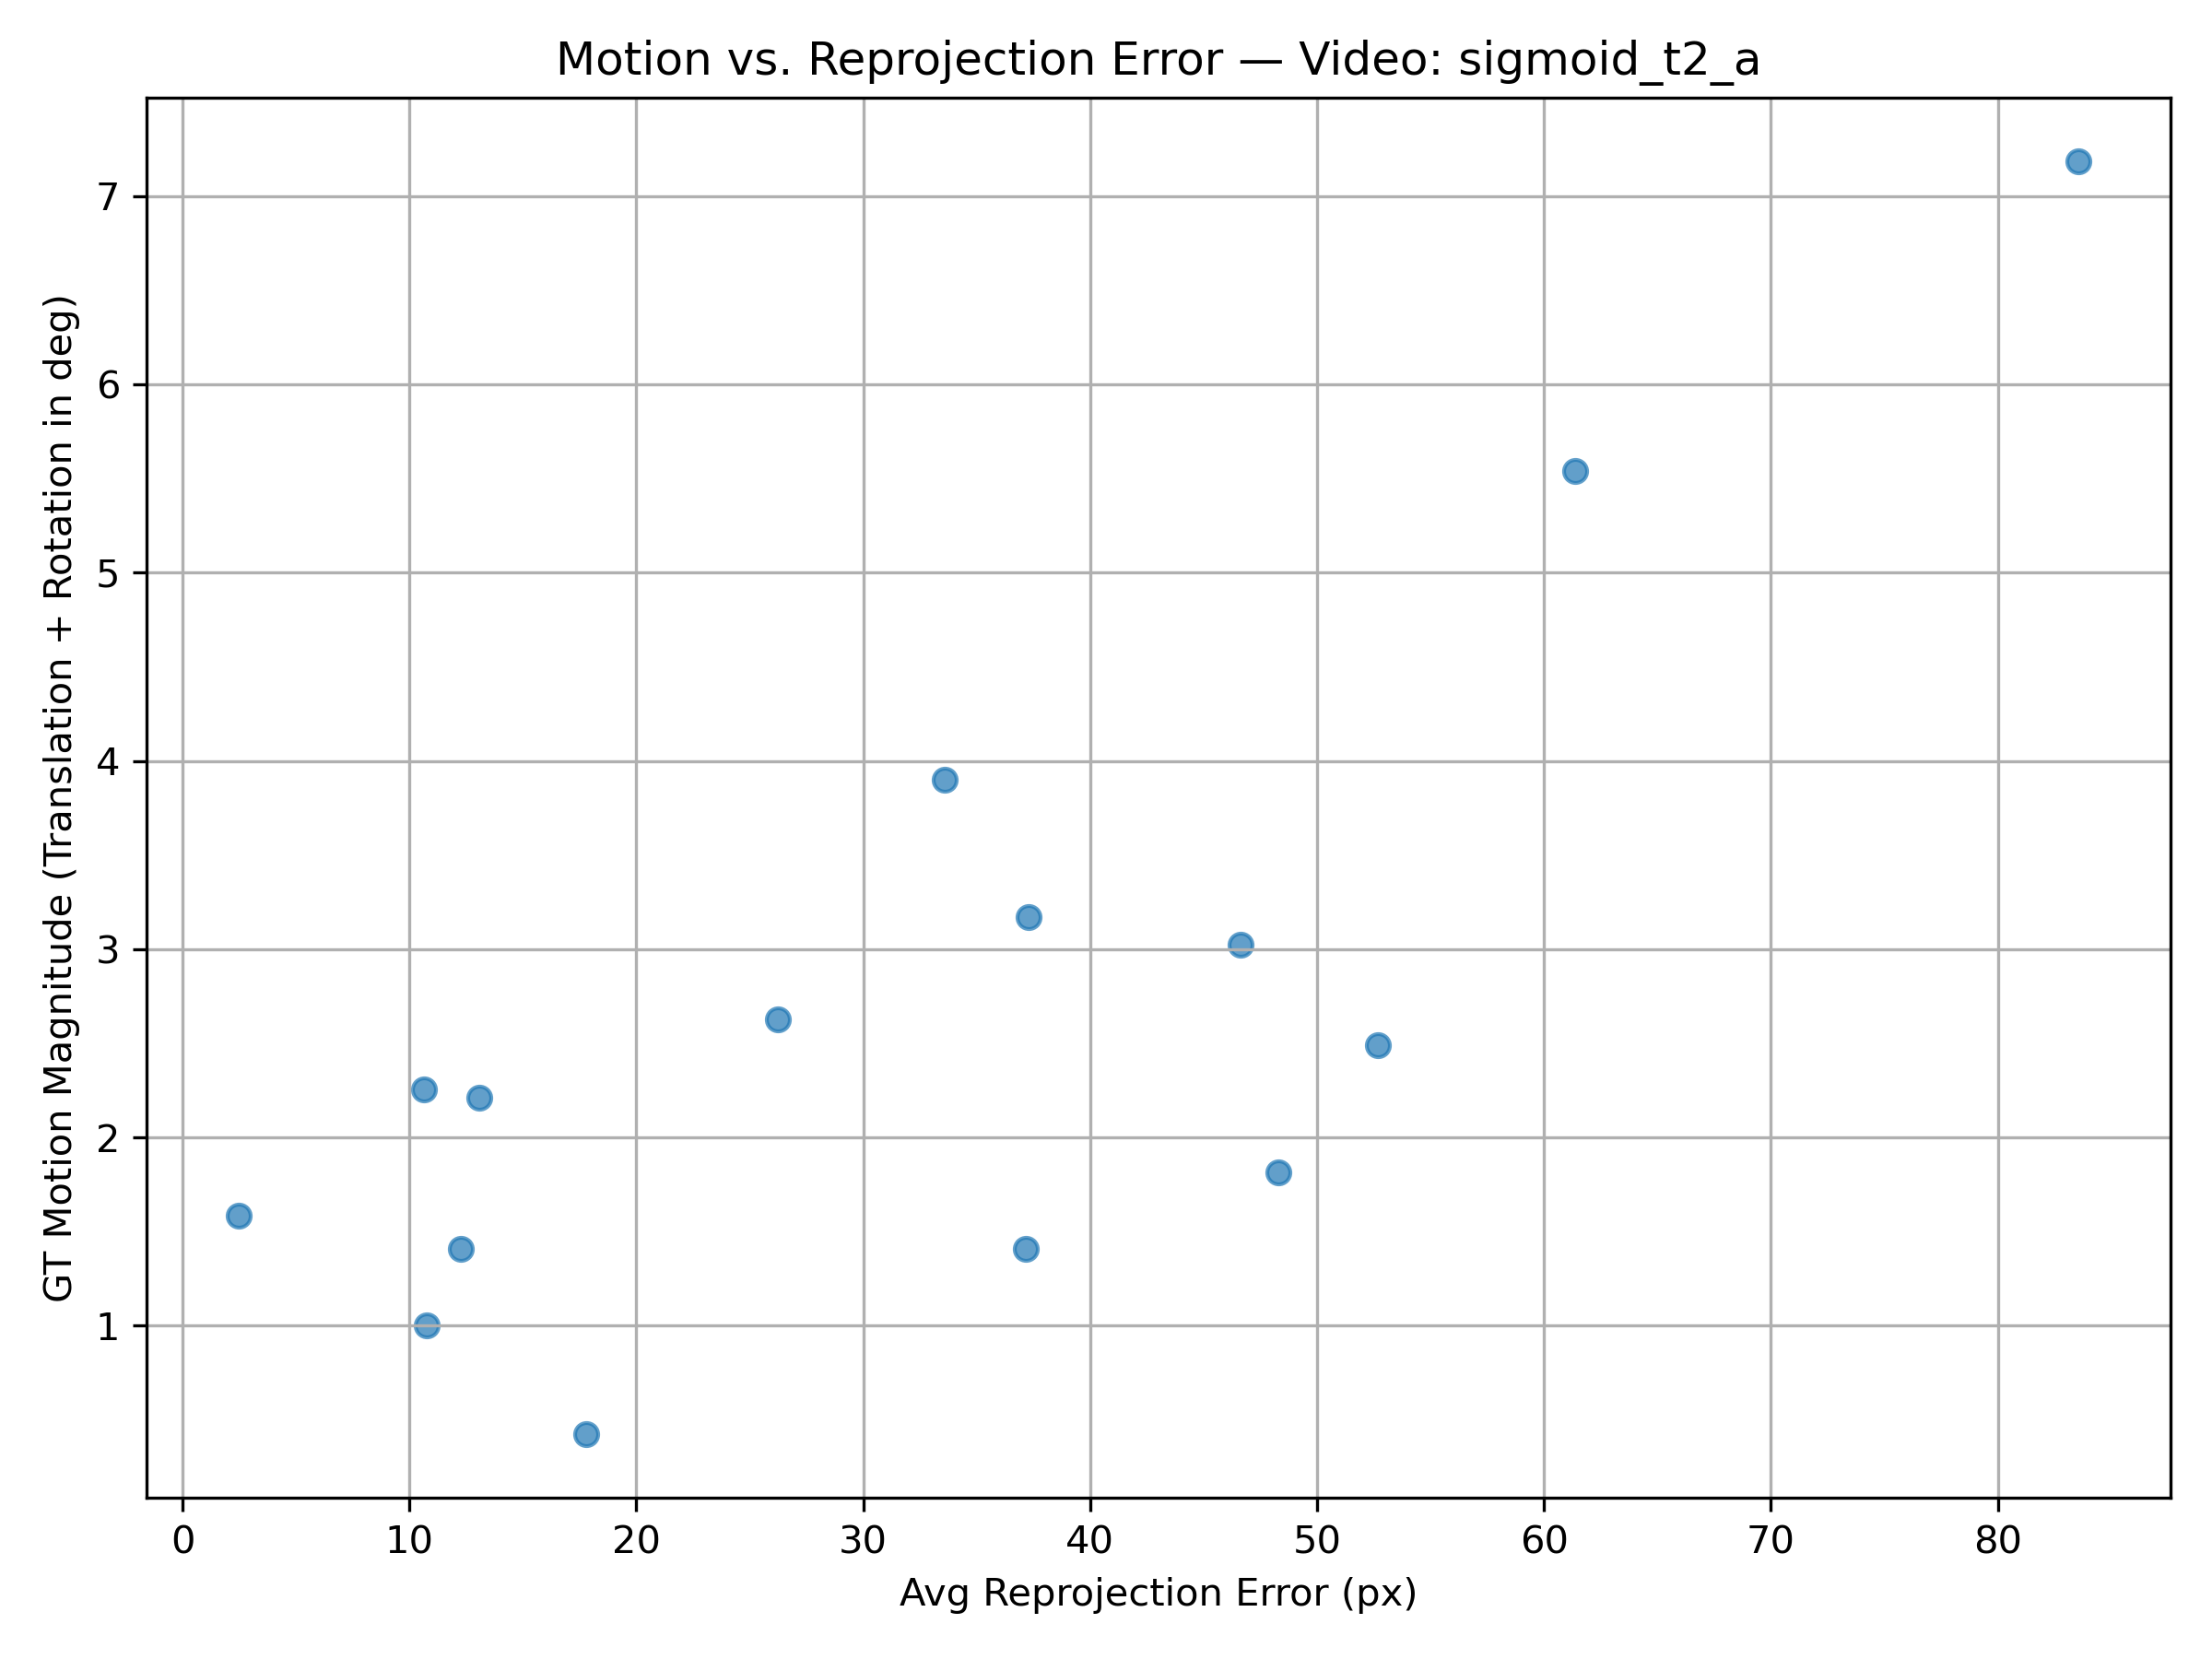 Motion vs. Reprojection Error — Video: sigmoid_t2_a
GT Motion Magnitude (Translation + Rotation in deg)
7
6
5
4
3
2
1
0 10 20 30 40 50 60 70 80
Avg Reprojection Error (px)